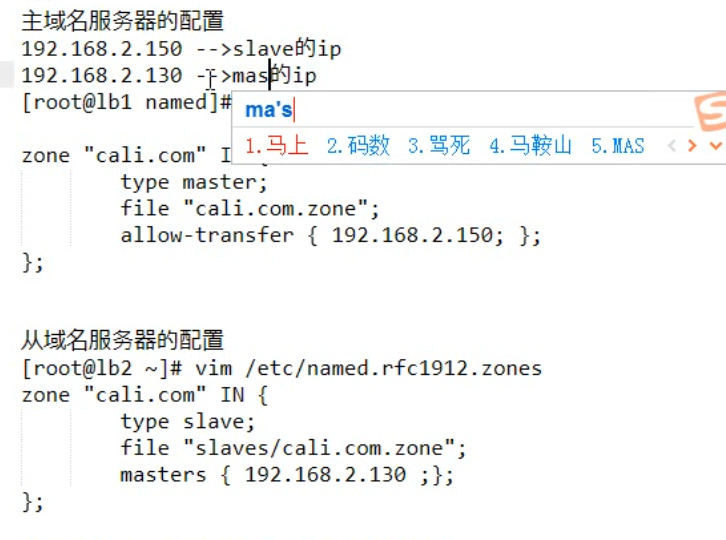 主域名服务器的配置
192.168.2.150 -->slave的ip
192.168.2.130 -->mas的ip
[root@lb1 named]#
ma's
1.马上 2.码数 3.骂死 4.马鞍山 5.MAS
zone "cali.com" I
type master;
file "cali.com.zone";
allow-transfer { 192.168.2.150; };
};
从域名服务器的配置
[root@lb2 ~]# vim /etc/named.rfc1912.zones
zone "cali.com" IN {
type slave;
file "slaves/cali.com.zone";
masters { 192.168.2.130 ;};
};